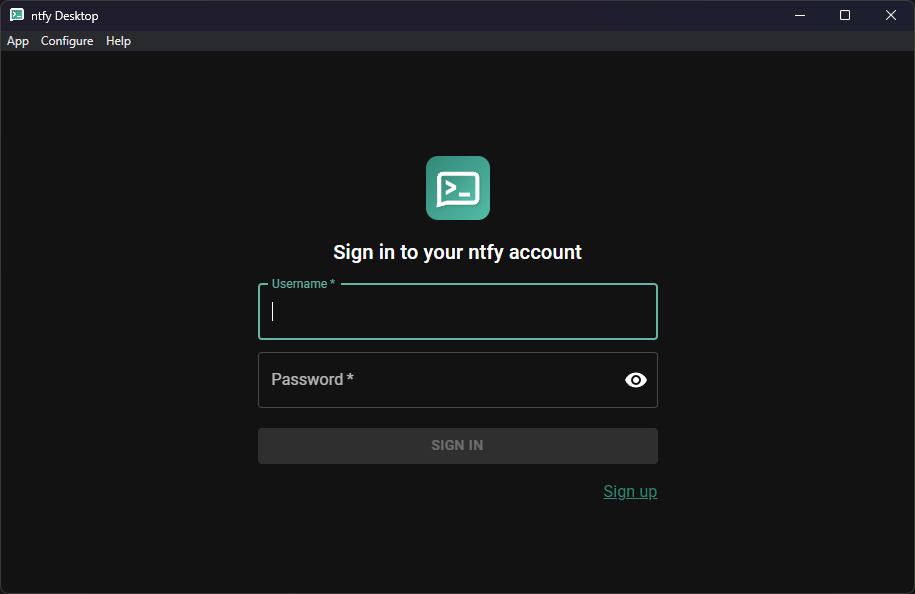 ntfy Desktop
App Configure Help
Sign in to your ntfy account
Username *
Password *
SIGN IN
Sign up